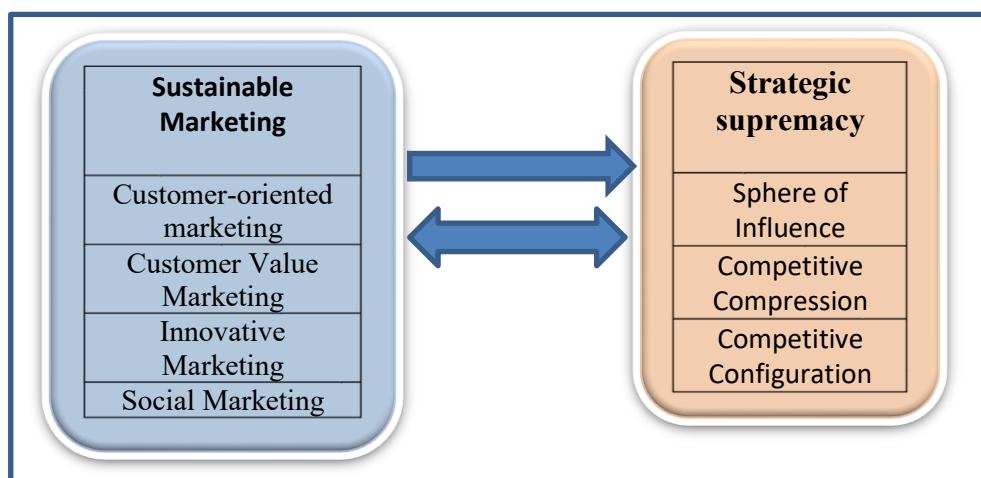 Sustainable
Marketing
Customer-oriented
marketing
Customer Value
Marketing
Innovative
Marketing
Social Marketing
Strategic
supremacy
Sphere of
Influence
Competitive
Compression
Competitive
Configuration